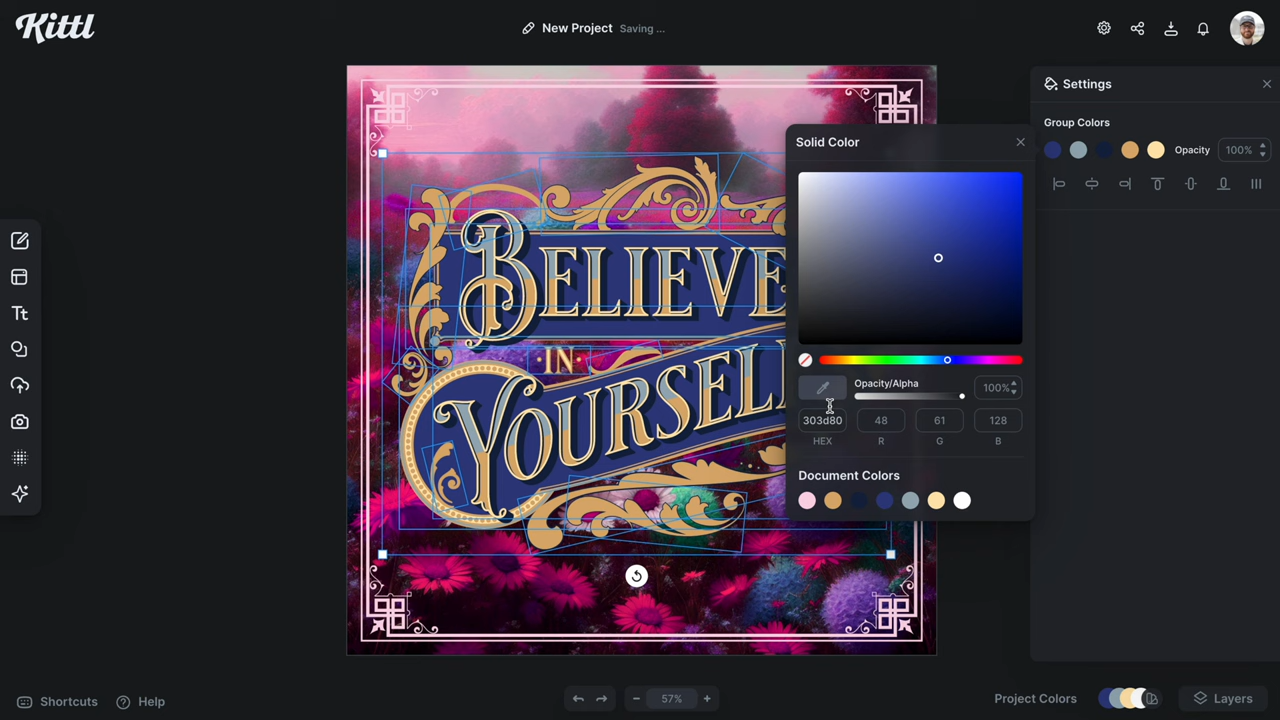 Kittl
New Project Saving ...
Settings
Group Colors
Opacity 100%
Solid Color
Opacity/Alpha
100%
303d80 48 61 128
HEX R G B
Document Colors
BELIEVE
IN
YOURSEL
Shortcuts
Help
57%
Project Colors
Layers